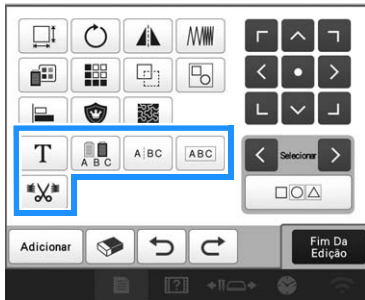 T
A B C
A BC
ABC
Selecionar
Adicionar
Fim Da
Edição
?